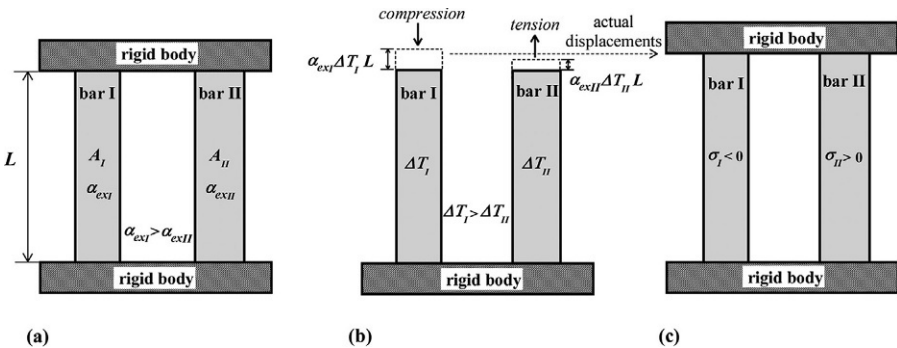 rigid body
bar I
bar II
L
A_I
A_II
α_exI
α_exII
α_exI > α_exII
rigid body
(a)
compression
tension
α_exI ΔT_I L
bar I
bar II
α_exII ΔT_II L
ΔT_I
ΔT_II
ΔT_I > ΔT_II
rigid body
(b)
actual
displacements
rigid body
bar I
bar II
σ_I < 0
σ_II > 0
rigid body
(c)